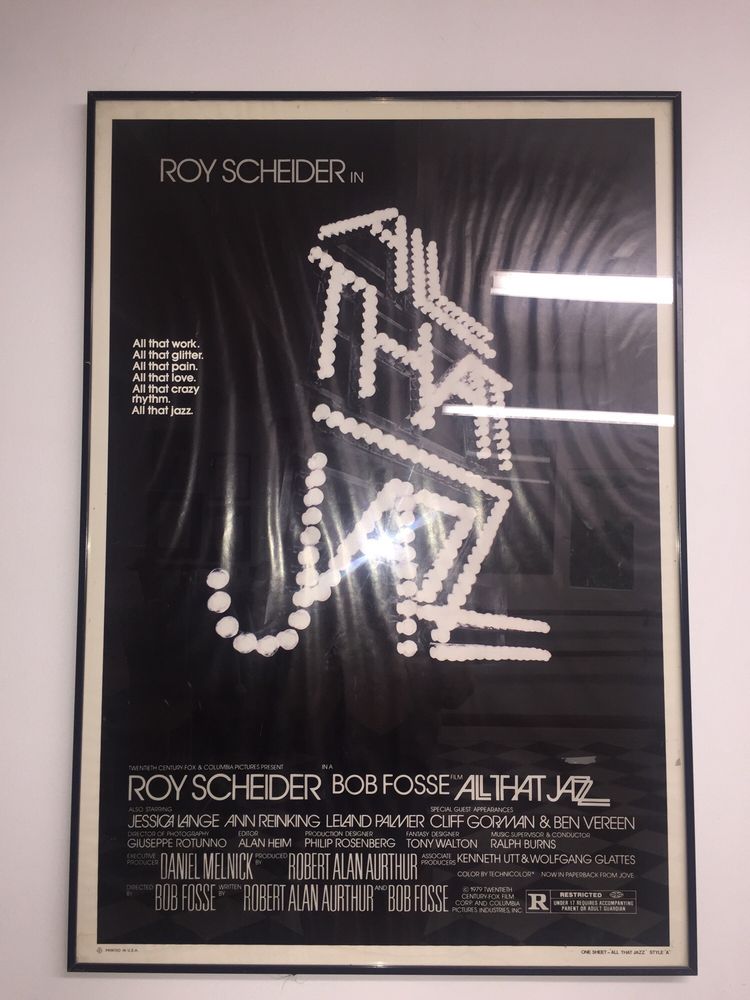 ROY SCHEIDER IN
ALL
THAT
JAZZ
All that work.
All that glitter.
All that pain.
All that love.
All that crazy
rhythm.
All that jazz.
TWENTIETH CENTURY-FOX & COLUMBIA PICTURES PRESENT
ROY SCHEIDER IN A BOB FOSSE FILM ALL THAT JAZZ
ALSO STARRING SPECIAL GUEST APPEARANCES
JESSICA LANGE ANN REINKING LELAND PALMER CLIFF GORMAN & BEN VEREEN
DIRECTOR OF PHOTOGRAPHY EDITOR PRODUCTION DESIGNER FANTASY DESIGNER MUSIC SUPERVISOR & CONDUCTOR
GIUSEPPE ROTUNNO ALAN HEIM PHILIP ROSENBERG TONY WALTON RALPH BURNS
EXECUTIVE PRODUCER DANIEL MELNICK PRODUCED BY ROBERT ALAN AURTHUR ASSOCIATE PRODUCERS KENNETH UTT & WOLFGANG GLATTES
COLOR BY TECHNICOLOR® NOW IN PAPERBACK FROM JOVE.
DIRECTED BY BOB FOSSE WRITTEN BY ROBERT ALAN AURTHUR AND BOB FOSSE
© 1979 TWENTIETH
CENTURY-FOX FILM
CORP. AND COLUMBIA
PICTURES INDUSTRIES, INC.
R RESTRICTED
UNDER 17 REQUIRES ACCOMPANYING
PARENT OR ADULT GUARDIAN
PRINTED IN U.S.A. ONE SHEET–"ALL THAT JAZZ" STYLE "A"